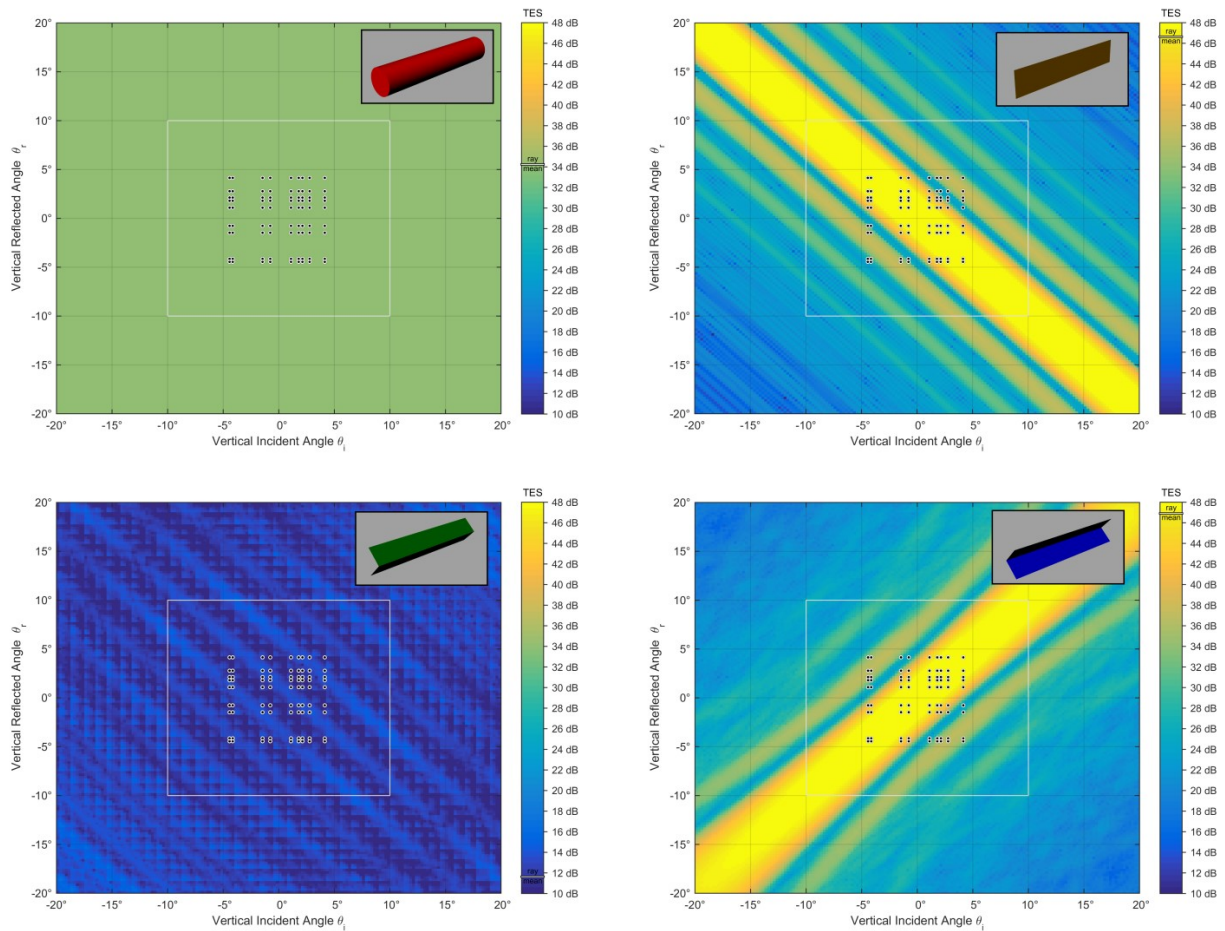 TES
20°
15°
10°
5°
0°
-5°
-10°
-15°
-20°
Vertical Reflected Angle θr
-20° -15° -10° -5° 0° 5° 10° 15° 20°
Vertical Incident Angle θi
48 dB
46 dB
44 dB
42 dB
40 dB
38 dB
36 dB
34 dB
32 dB
30 dB
28 dB
26 dB
24 dB
22 dB
20 dB
18 dB
16 dB
14 dB
12 dB
10 dB
ray
mean
TES
20°
15°
10°
5°
0°
-5°
-10°
-15°
-20°
Vertical Reflected Angle θr
-20° -15° -10° -5° 0° 5° 10° 15° 20°
Vertical Incident Angle θi
48 dB
ray
mean
46 dB
44 dB
42 dB
40 dB
38 dB
36 dB
34 dB
32 dB
30 dB
28 dB
26 dB
24 dB
22 dB
20 dB
18 dB
16 dB
14 dB
12 dB
10 dB
TES
20°
15°
10°
5°
0°
-5°
-10°
-15°
-20°
Vertical Reflected Angle θr
-20° -15° -10° -5° 0° 5° 10° 15° 20°
Vertical Incident Angle θi
48 dB
46 dB
44 dB
42 dB
40 dB
38 dB
36 dB
34 dB
32 dB
30 dB
28 dB
26 dB
24 dB
22 dB
20 dB
18 dB
16 dB
14 dB
12 dB
ray
mean
10 dB
TES
20°
15°
10°
5°
0°
-5°
-10°
-15°
-20°
Vertical Reflected Angle θr
-20° -15° -10° -5° 0° 5° 10° 15° 20°
Vertical Incident Angle θi
48 dB
ray
mean
46 dB
44 dB
42 dB
40 dB
38 dB
36 dB
34 dB
32 dB
30 dB
28 dB
26 dB
24 dB
22 dB
20 dB
18 dB
16 dB
14 dB
12 dB
10 dB